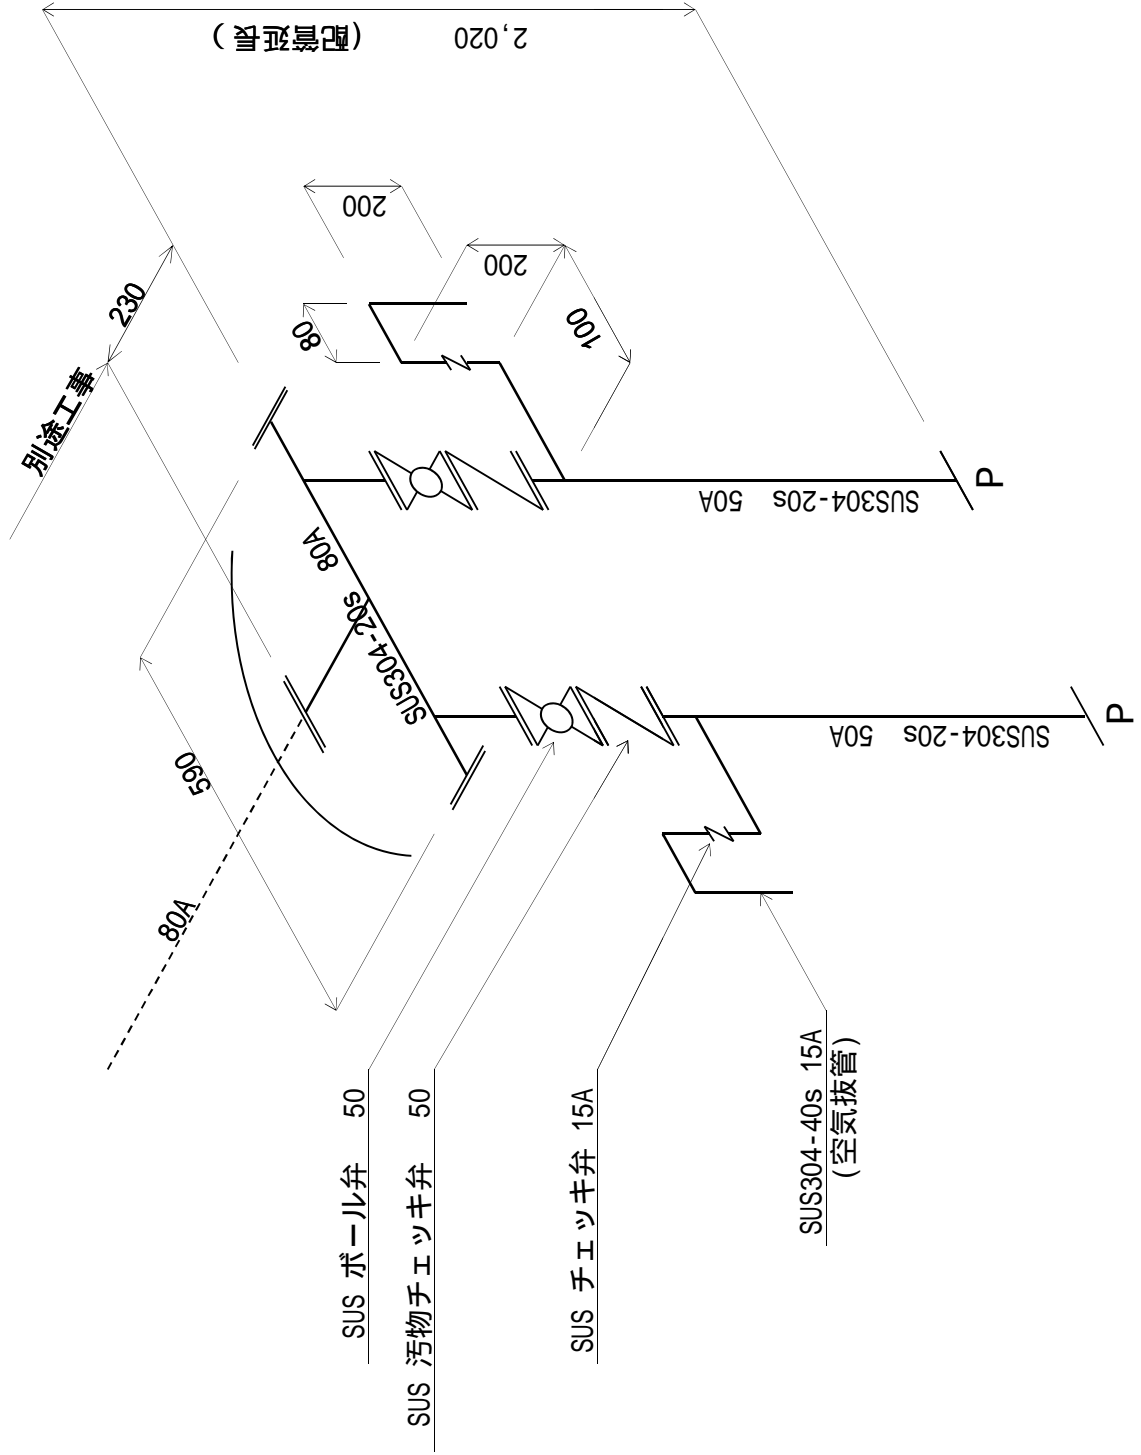 2,020 (配管延長)
200
200
230
80
100
別途工事
80A
SUS304-20s
50A SUS304-20s
P
590
80A
50A SUS304-20s
P
SUS ボール弁 50
SUS 汚物チェッキ弁 50
SUS チェッキ弁 15A
SUS304-40s 15A
(空気抜管)